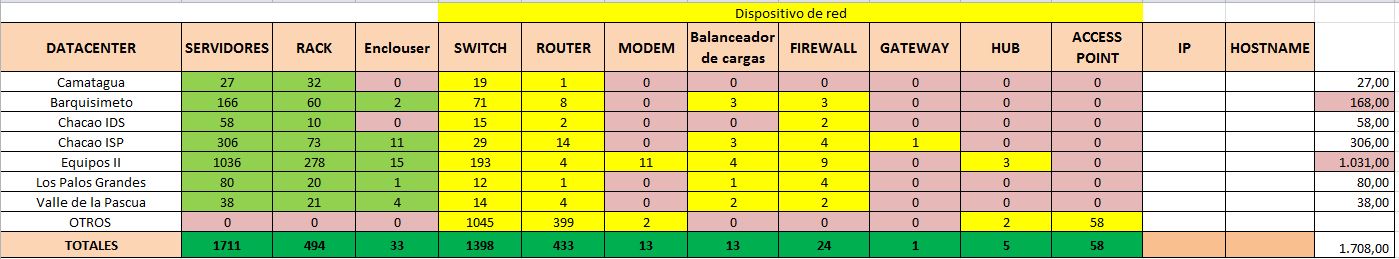 Dispositivo de red
DATACENTER SERVIDORES RACK Enclouser SWITCH ROUTER MODEM Balanceador de cargas FIREWALL GATEWAY HUB ACCESS POINT IP HOSTNAME
Camatagua 27 32 0 19 1 0 0 0 0 0 0 27,00
Barquisimeto 166 60 2 71 8 0 3 3 0 0 0 168,00
Chacao IDS 58 10 0 15 2 0 0 2 0 0 0 58,00
Chacao ISP 306 73 11 29 14 0 3 4 1 0 0 306,00
Equipos II 1036 278 15 193 4 11 4 9 0 3 0 1.031,00
Los Palos Grandes 80 20 1 12 1 0 1 4 0 0 0 80,00
Valle de la Pascua 38 21 4 14 4 0 2 2 0 0 0 38,00
OTROS 0 0 0 1045 399 2 0 0 0 2 58
TOTALES 1711 494 33 1398 433 13 13 24 1 5 58 1.708,00